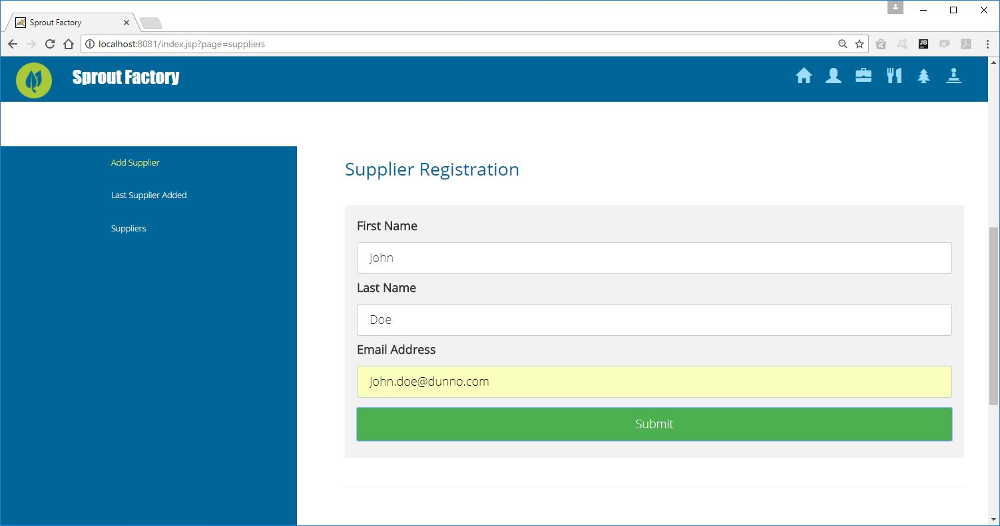 Sprout Factory
localhost:8081/index.jsp?page=suppliers
JB
Sprout Factory
Add Supplier
Last Supplier Added
Suppliers
Supplier Registration
First Name
John
Last Name
Doe
Email Address
John.doe@dunno.com
Submit